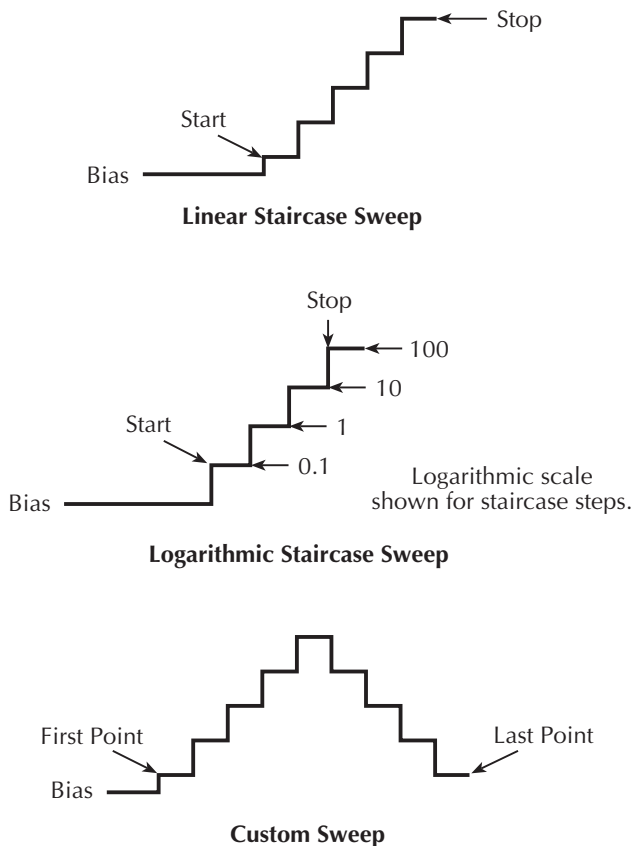 Stop
Start
Bias
Linear Staircase Sweep
Stop
100
10
Start
1
0.1
Logarithmic scale
shown for staircase steps.
Bias
Logarithmic Staircase Sweep
First Point
Last Point
Bias
Custom Sweep